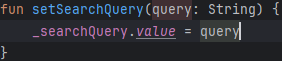 fun setSearchQuery(query: String) {
    _searchQuery.value = query
}